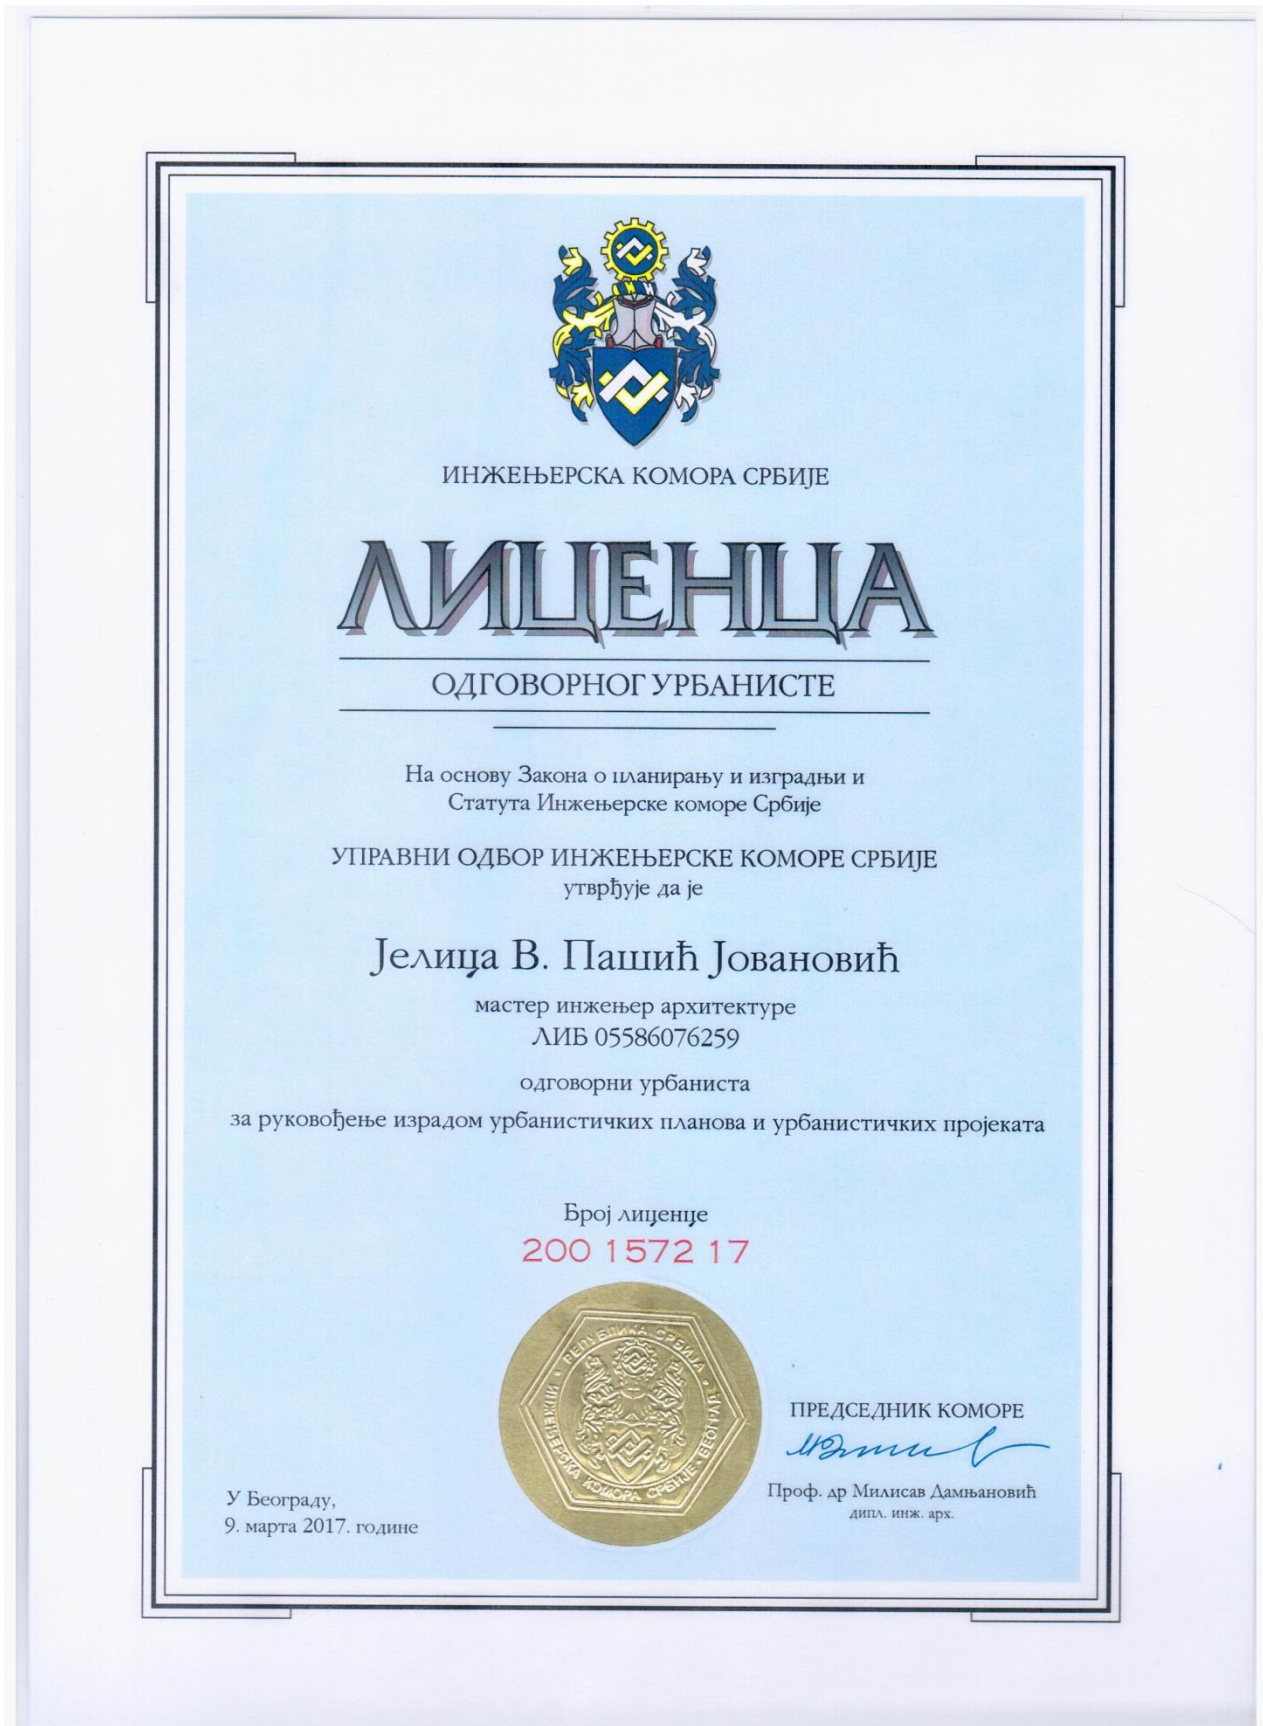 ИНЖЕЊЕРСКА КОМОРА СРБИЈЕ
ЛИЦЕНЦА
ОДГОВОРНОГ УРБАНИСТЕ
На основу Закона о планирању и изградњи и
Статута Инжењерске коморе Србије
УПРАВНИ ОДБОР ИНЖЕЊЕРСКЕ КОМОРЕ СРБИЈЕ
утврђује да је
Јелица В. Пашић Јовановић
мастер инжењер архитектуре
ЛИБ 05586076259
одговорни урбаниста
за руковођење израдом урбанистичких планова и урбанистичких пројеката
Број лиценце
200 1572 17
РЕПУБЛИКА СРБИЈА • БЕОГРАД •
ИНЖЕЊЕРСКА КОМОРА СРБИЈЕ
ПРЕДСЕДНИК КОМОРЕ
Проф. др Милисав Дамњановић
дипл. инж. арх.
У Београду,
9. марта 2017. године